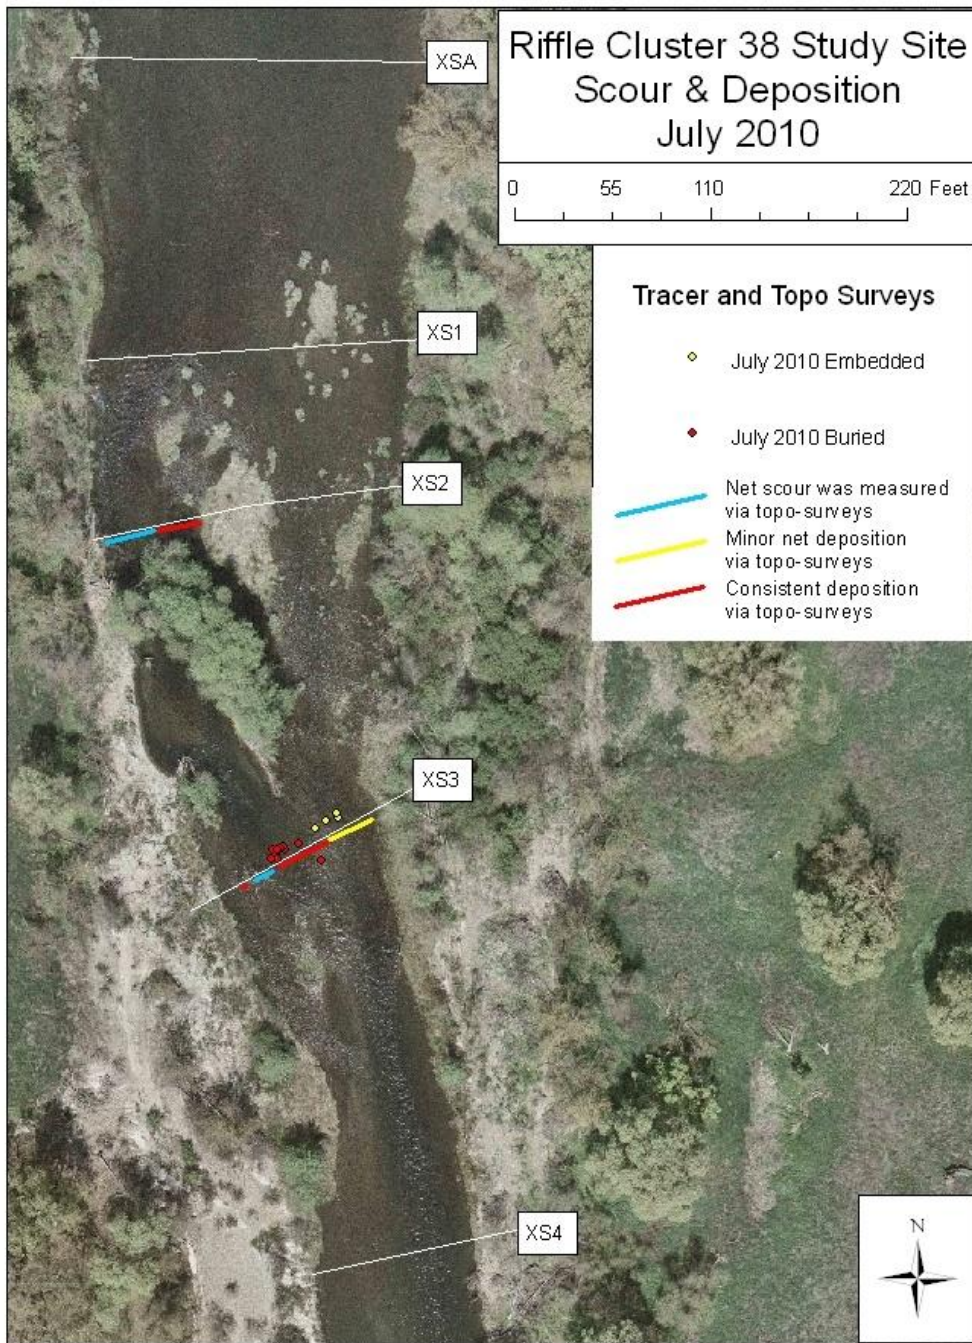 Riffle Cluster 38 Study Site
Scour & Deposition
July 2010
0 55 110 220 Feet
XSA
Tracer and Topo Surveys
July 2010 Embedded
July 2010 Buried
Net scour was measured
via topo-surveys
Minor net deposition
via topo-surveys
Consistent deposition
via topo-surveys
XS1
XS2
XS3
XS4
N